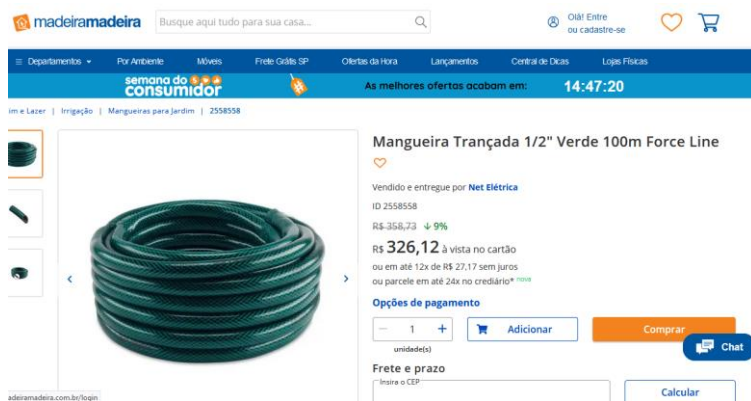 madeiramadeira
Busque aqui tudo para sua casa...
Olá! Entre
ou cadastre-se
Departamentos
Por Ambiente
Móveis
Frete Grátis SP
Ofertas da Hora
Lançamentos
Central de Dicas
Lojas Físicas
semana do
consumidor
As melhores ofertas acabam em:
14:47:20
im e Lazer | Irrigação | Mangueiras para Jardim | 2558558
Mangueira Trançada 1/2" Verde 100m Force Line
Vendido e entregue por Net Elétrica
ID 2558558
R$ 358,73 9%
R$ 326,12 à vista no cartão
ou em até 12x de R$ 27,17 sem juros
ou parcele em até 24x no crediário* novo
Opções de pagamento
1
Adicionar
Comprar
unidade(s)
Chat
Frete e prazo
Insira o CEP
Calcular
adeiramadeira.com.br/login